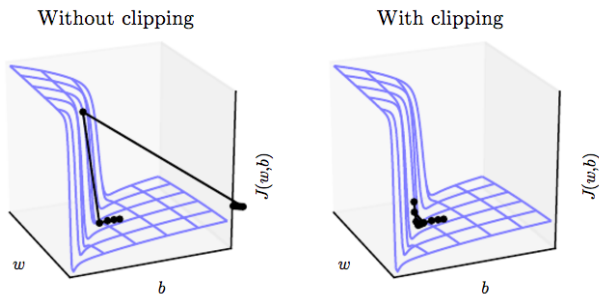 Without clipping
With clipping
J(w,b)
J(w,b)
w
b
w
b